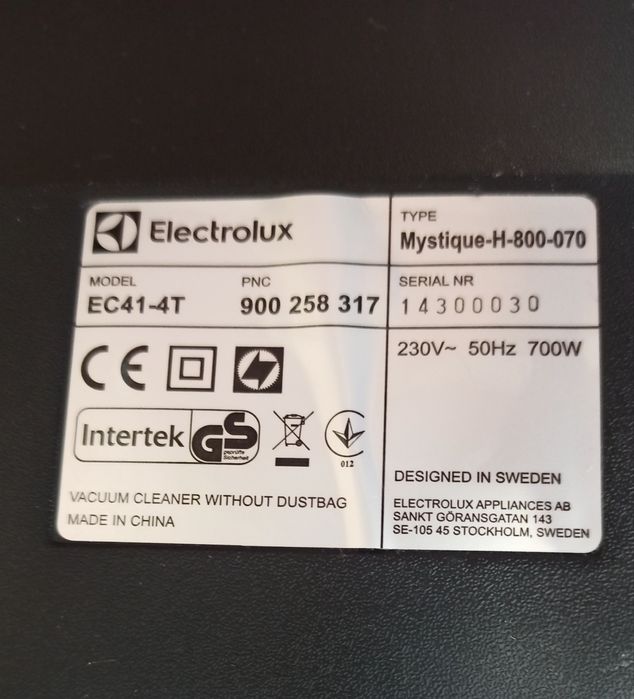 Electrolux
TYPE
Mystique-H-800-070
MODEL
EC41-4T
PNC
900 258 317
SERIAL NR
14300030
230V~ 50Hz 700W
CE
Intertek
GS
geprüfte
Sicherheit
012
VACUUM CLEANER WITHOUT DUSTBAG
MADE IN CHINA
DESIGNED IN SWEDEN
ELECTROLUX APPLIANCES AB
SANKT GÖRANSGATAN 143
SE-105 45 STOCKHOLM, SWEDEN